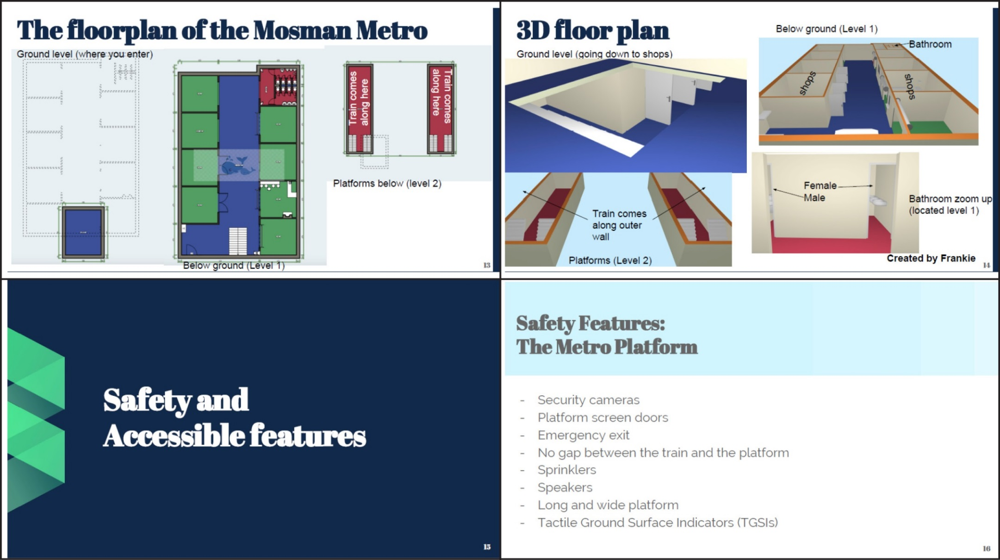 The floorplan of the Mosman Metro
Ground level (where you enter)
Train comes
along here
Train comes
along here
Platforms below (level 2)
Below ground (Level 1)
13
3D floor plan
Ground level (going down to shops)
Below ground (Level 1)
Bathroom
shops
shops
Female
Male
Bathroom zoom up
(located level 1)
Train comes
along outer
wall
Platforms (Level 2)
Created by Frankie
14
Safety and
Accessible features
15
Safety Features:
The Metro Platform
- Security cameras
- Platform screen doors
- Emergency exit
- No gap between the train and the platform
- Sprinklers
- Speakers
- Long and wide platform
- Tactile Ground Surface Indicators (TGSIs)
16